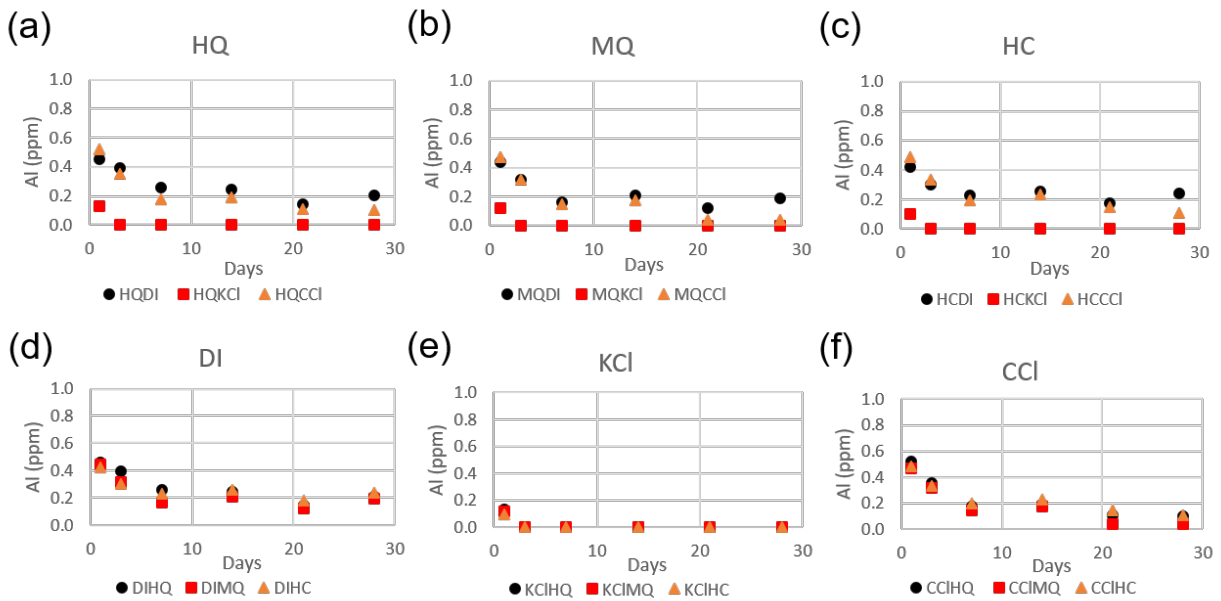 (a)
HQ
1.0
0.8
0.6
0.4
0.2
0.0
Al (ppm)
0 10 20 30
Days
HQDI HQKCl HQCCl
(b)
MQ
1.0
0.8
0.6
0.4
0.2
0.0
Al (ppm)
0 10 20 30
Days
MQDI MQKCl MQCCl
(c)
HC
1.0
0.8
0.6
0.4
0.2
0.0
Al (ppm)
0 10 20 30
Days
HCDI HCKCl HCCCl
(d)
DI
1.0
0.8
0.6
0.4
0.2
0.0
Al (ppm)
0 10 20 30
Days
DIHQ DIMQ DIHC
(e)
KCl
1.0
0.8
0.6
0.4
0.2
0.0
Al (ppm)
0 10 20 30
Days
KClHQ KClMQ KClHC
(f)
CCl
1.0
0.8
0.6
0.4
0.2
0.0
Al (ppm)
0 10 20 30
Days
CClHQ CClMQ CClHC